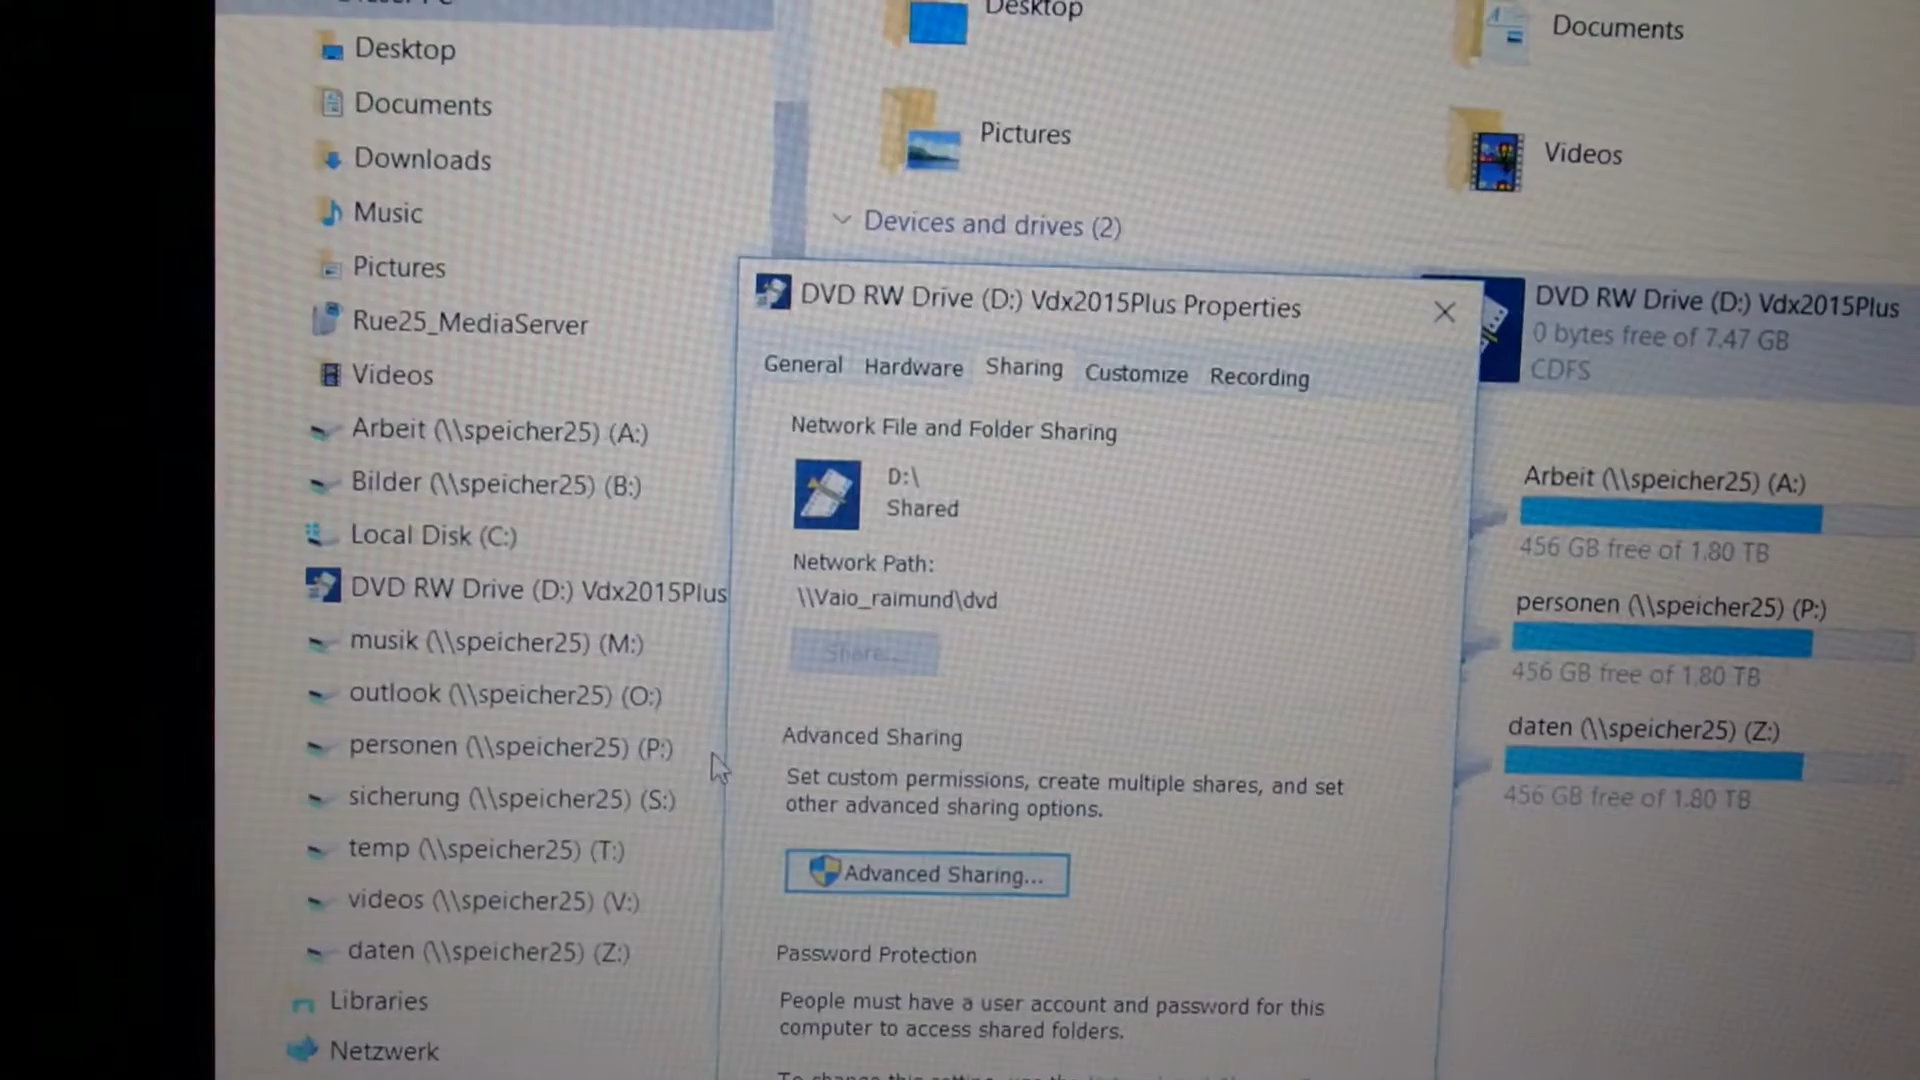 Desktop
Documents
Downloads
Music
Pictures
Rue25_MediaServer
Videos
Arbeit (\\speicher25) (A:)
Bilder (\\speicher25) (B:)
Local Disk (C:)
DVD RW Drive (D:) Vdx2015Plus
musik (\\speicher25) (M:)
outlook (\\speicher25) (O:)
personen (\\speicher25) (P:)
sicherung (\\speicher25) (S:)
temp (\\speicher25) (T:)
videos (\\speicher25) (V:)
daten (\\speicher25) (Z:)
Libraries
Netzwerk
Desktop
Documents
Pictures
Videos
Devices and drives (2)
DVD RW Drive (D:) Vdx2015Plus Properties
General Hardware Sharing Customize Recording
Network File and Folder Sharing
D:\
Shared
Network Path:
\\Vaio_raimund\dvd
Share...
Advanced Sharing
Set custom permissions, create multiple shares, and set
other advanced sharing options.
Advanced Sharing...
Password Protection
People must have a user account and password for this
computer to access shared folders.
DVD RW Drive (D:) Vdx2015Plus
0 bytes free of 7.47 GB
CDFS
Arbeit (\\speicher25) (A:)
456 GB free of 1.80 TB
personen (\\speicher25) (P:)
456 GB free of 1.80 TB
daten (\\speicher25) (Z:)
456 GB free of 1.80 TB